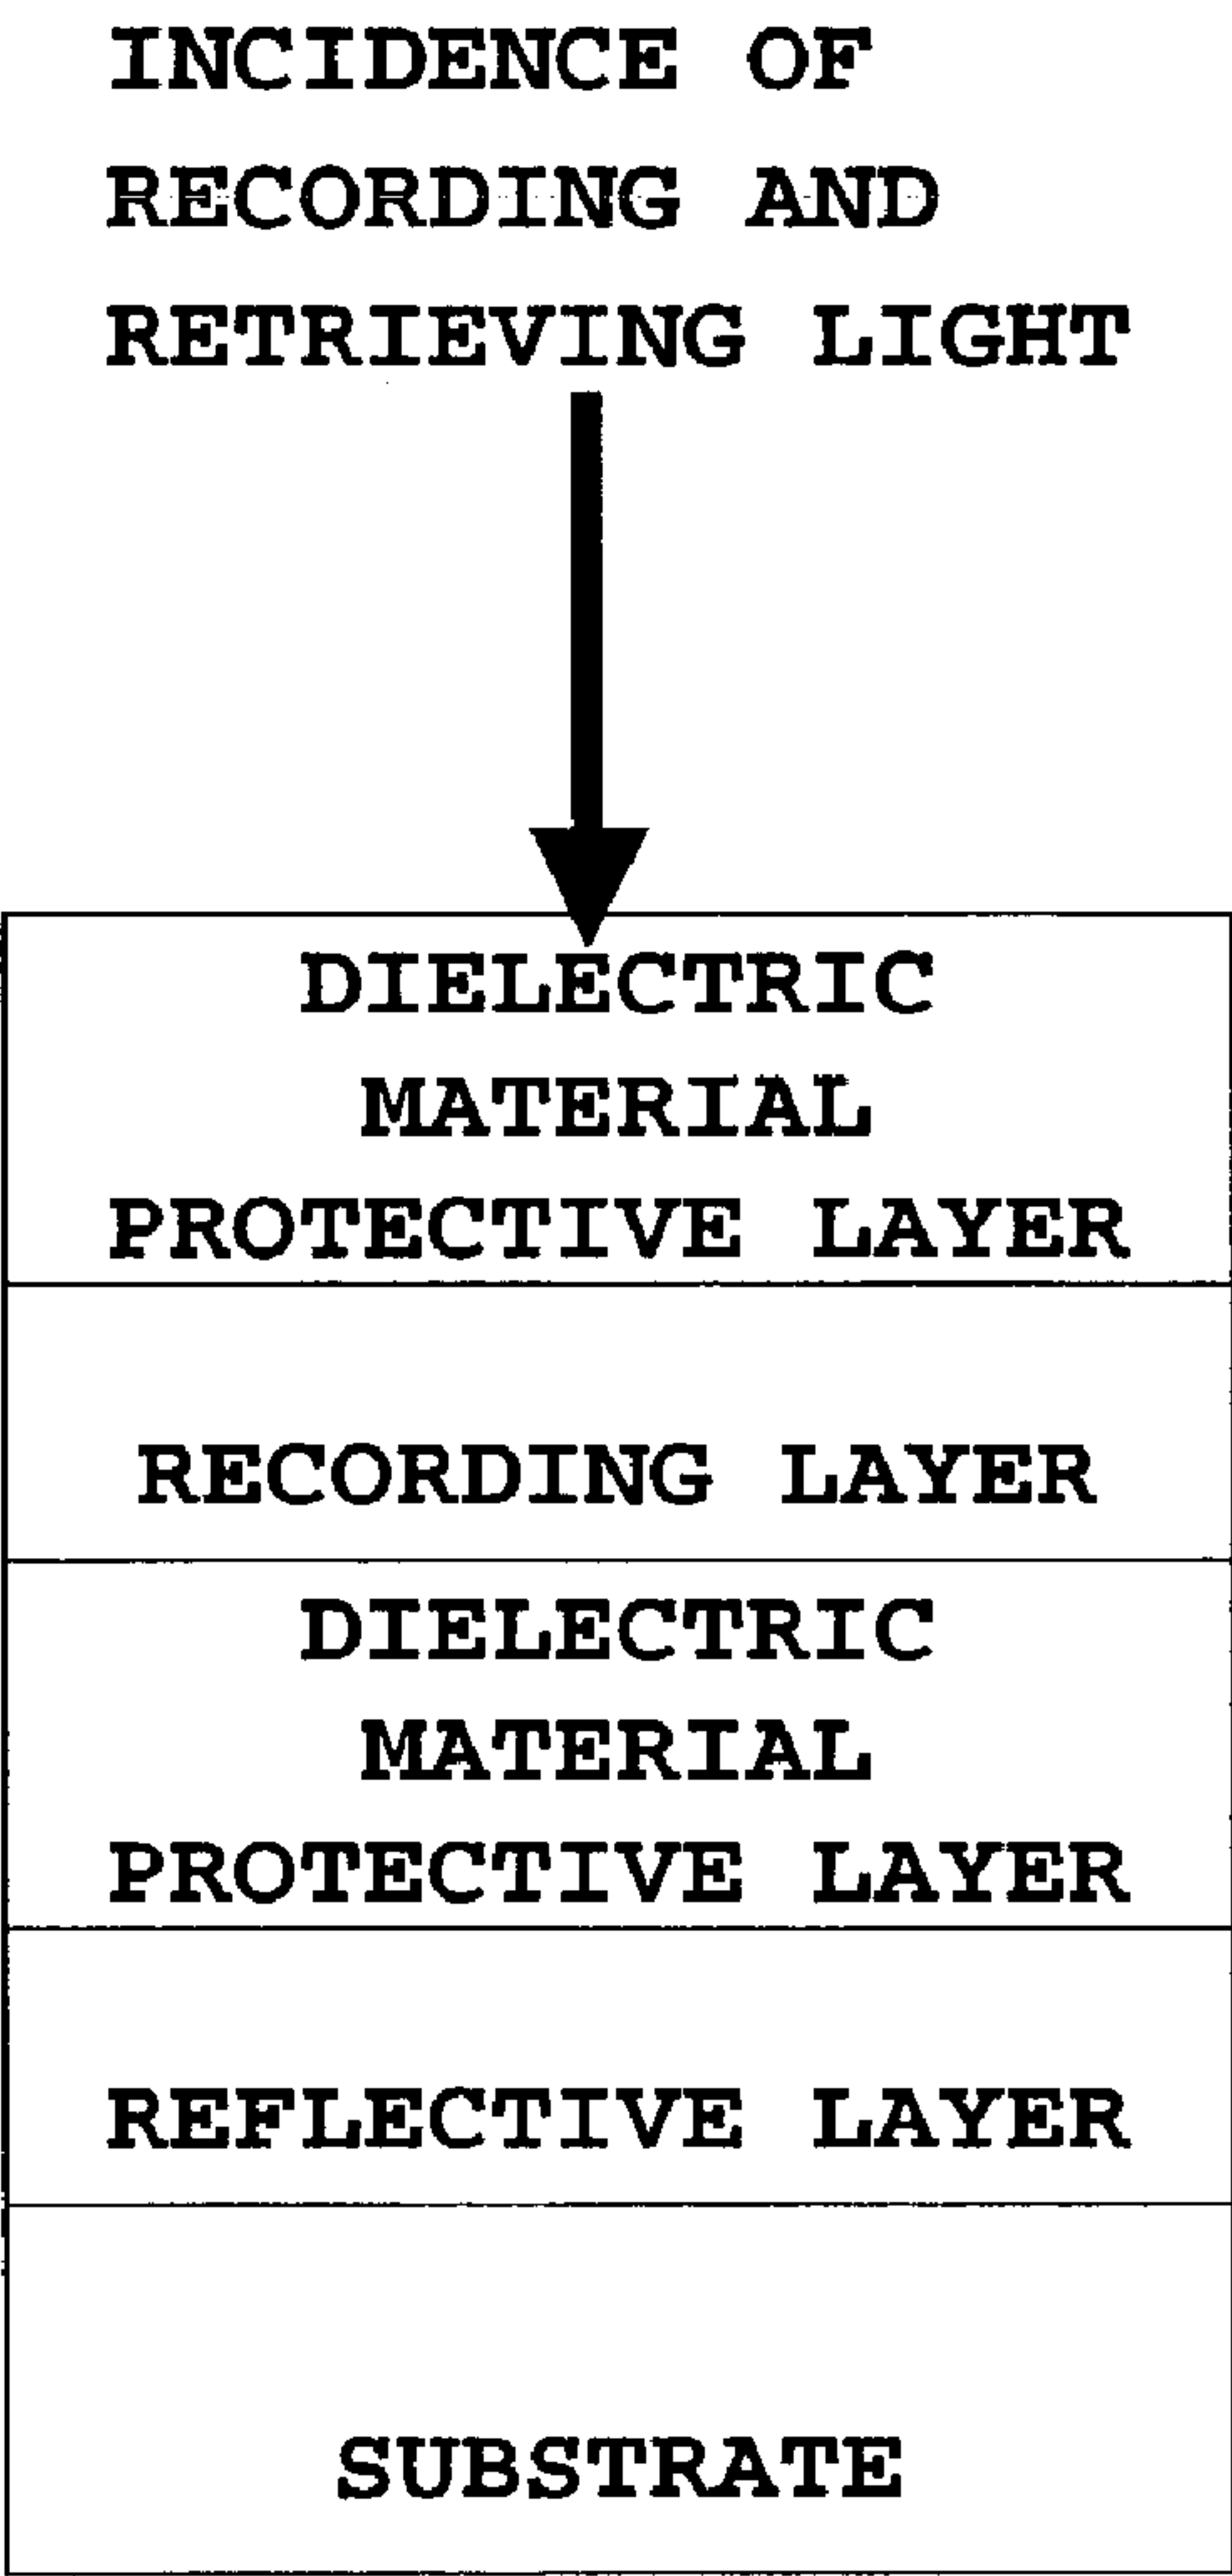 INCIDENCE OF
RECORDING AND
RETRIEVING LIGHT
DIELECTRIC
MATERIAL
PROTECTIVE LAYER
RECORDING LAYER
DIELECTRIC
MATERIAL
PROTECTIVE LAYER
REFLECTIVE LAYER
SUBSTRATE